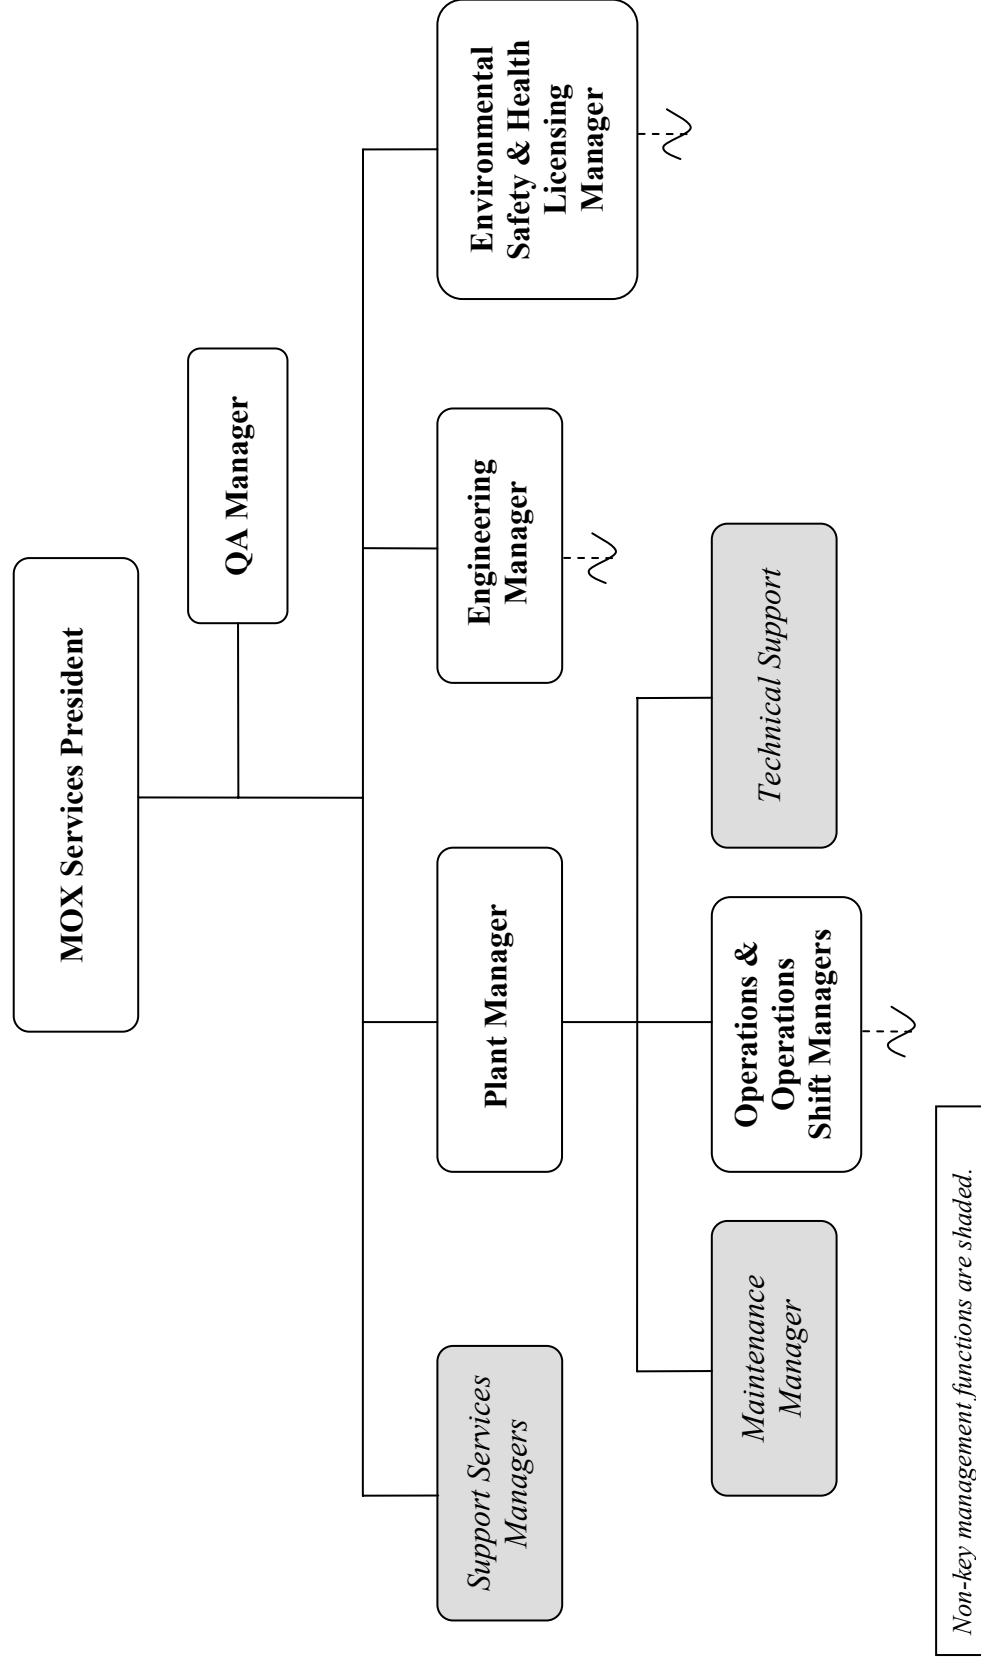 MOX Services President
QA Manager
Support Services
Managers
Plant Manager
Engineering
Manager
Environmental
Safety & Health
Licensing
Manager
Maintenance
Manager
Operations &
Operations
Shift Managers
Technical Support
Non-key management functions are shaded.